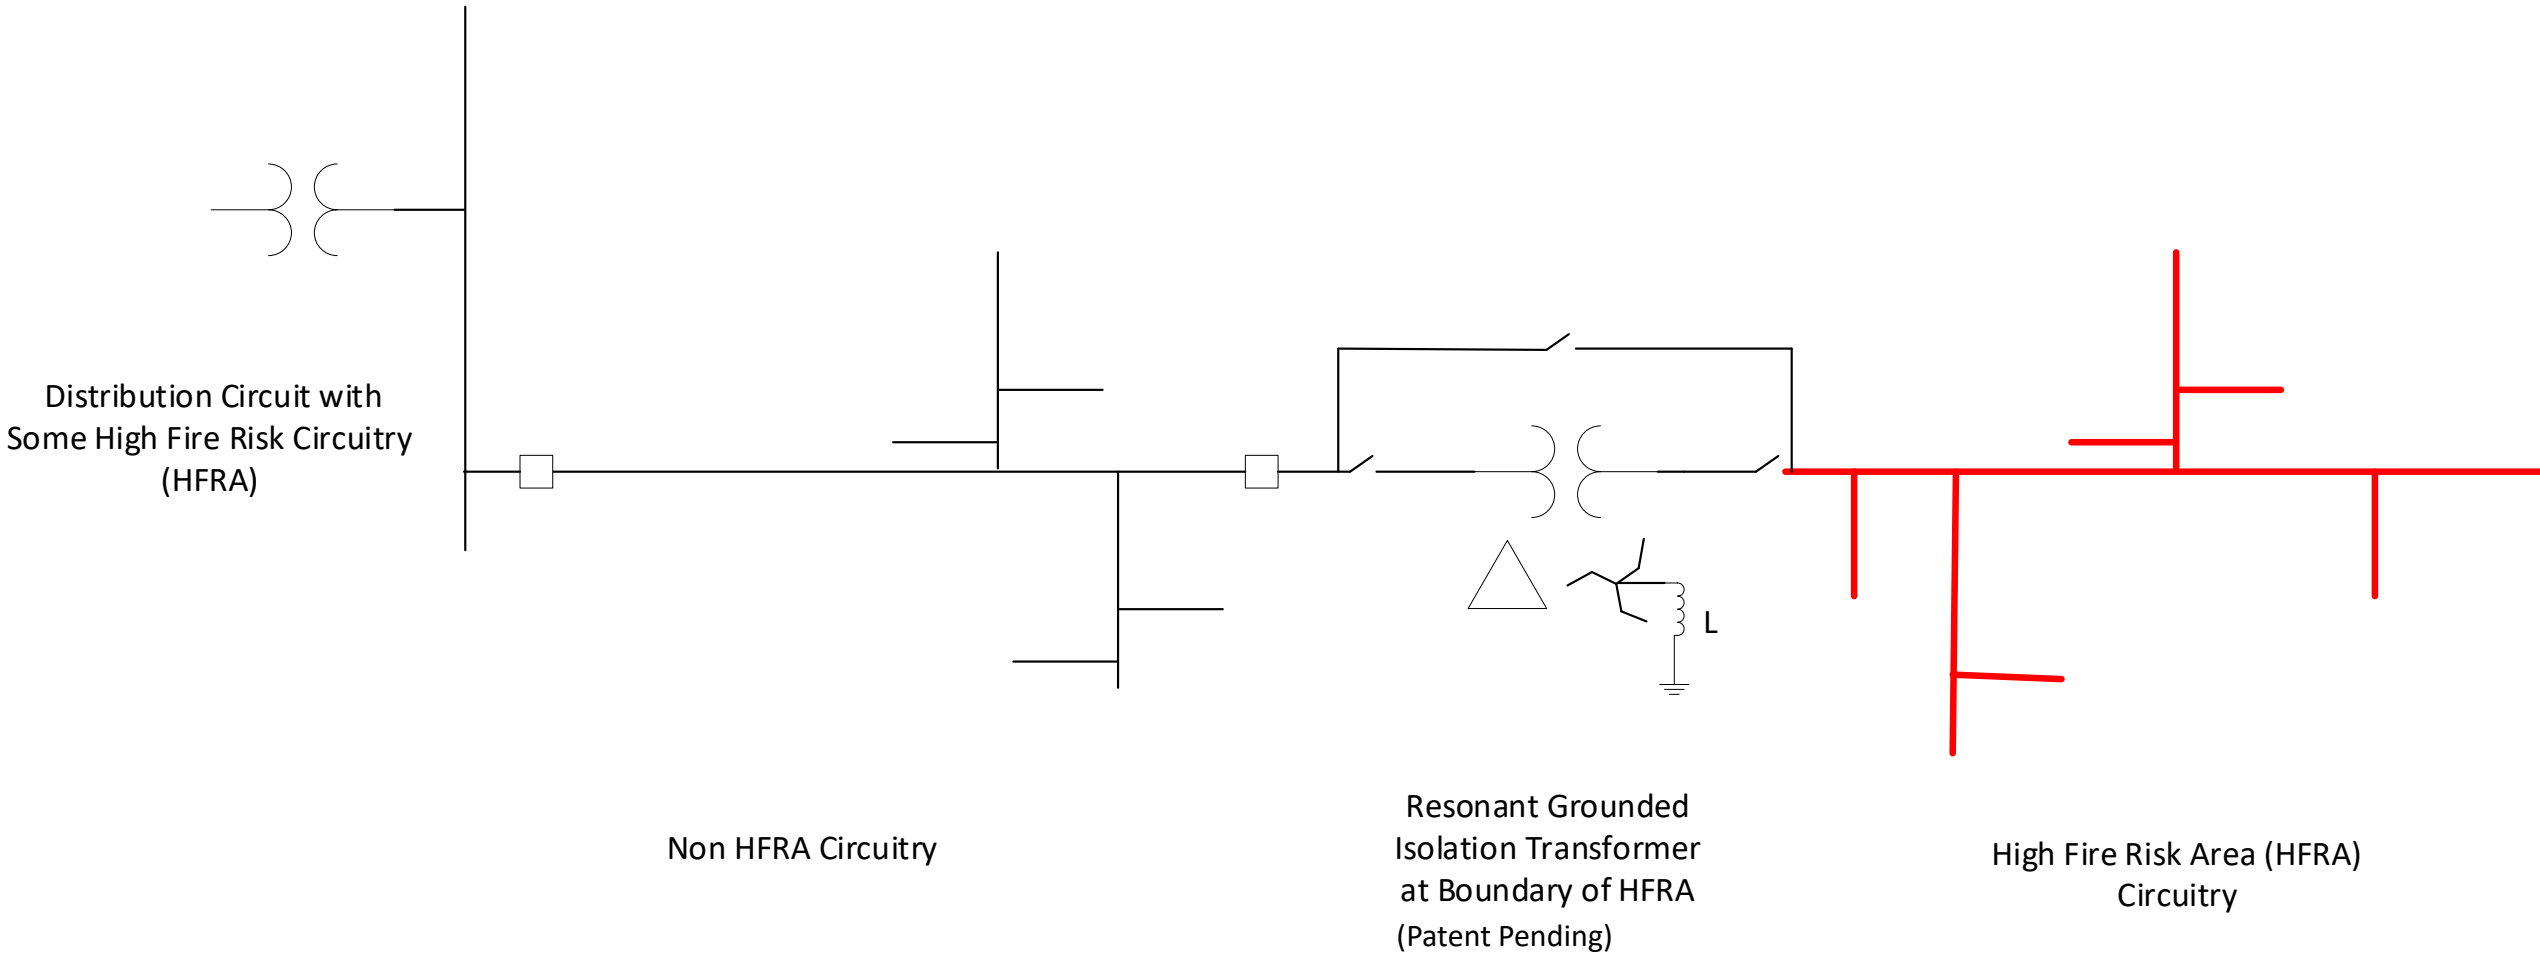 Distribution Circuit with
Some High Fire Risk Circuitry
(HFRA)
L
Non HFRA Circuitry
Resonant Grounded
Isolation Transformer
at Boundary of HFRA
(Patent Pending)
High Fire Risk Area (HFRA)
Circuitry